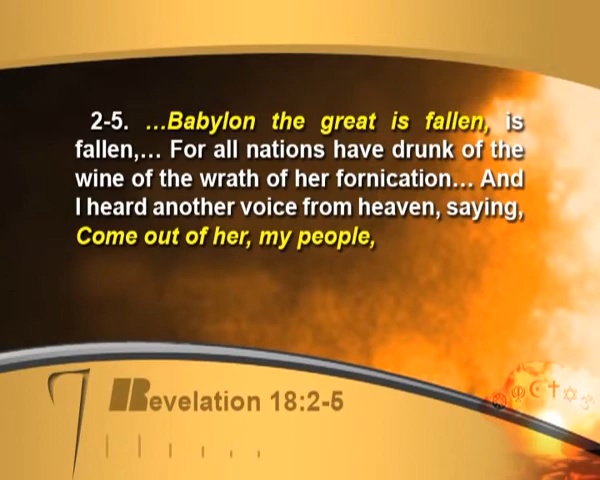 2-5. …Babylon the great is fallen, is
fallen,… For all nations have drunk of the
wine of the wrath of her fornication… And
I heard another voice from heaven, saying,
Come out of her, my people,
Revelation 18:2-5